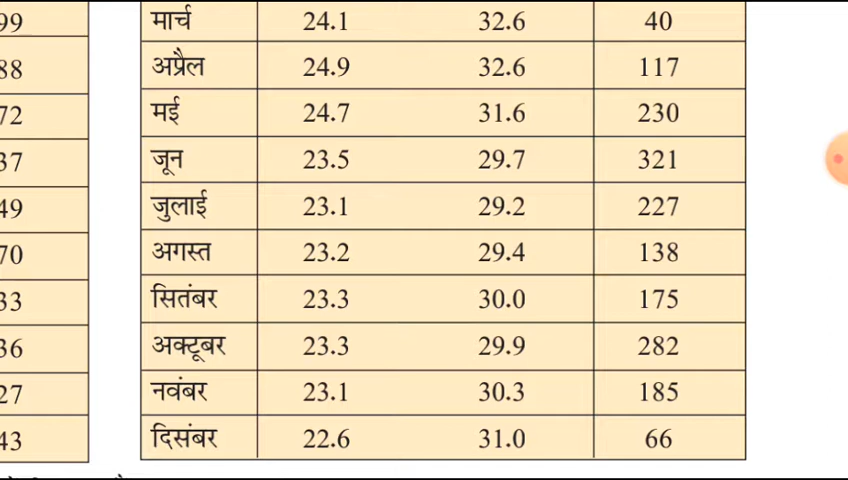 99
88
72
37
49
70
33
36
27
43
मार्च 24.1 32.6 40
अप्रैल 24.9 32.6 117
मई 24.7 31.6 230
जून 23.5 29.7 321
जुलाई 23.1 29.2 227
अगस्त 23.2 29.4 138
सितंबर 23.3 30.0 175
अक्टूबर 23.3 29.9 282
नवंबर 23.1 30.3 185
दिसंबर 22.6 31.0 66